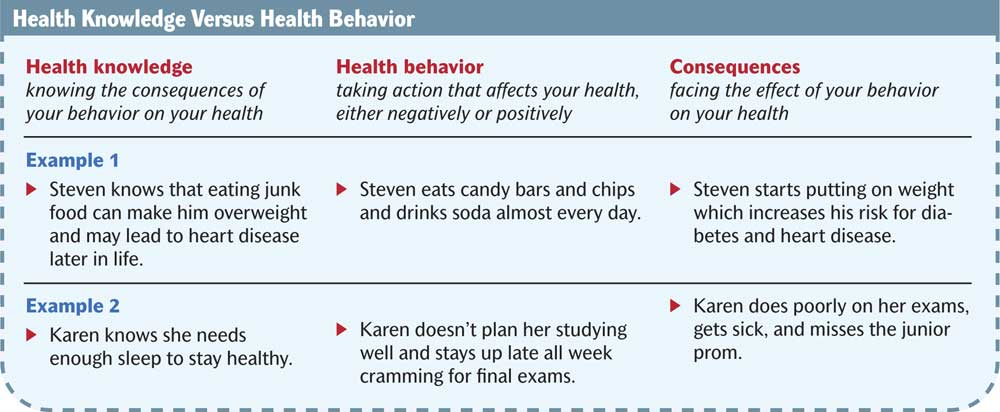 Health Knowledge Versus Health Behavior
Health knowledge
knowing the consequences of
your behavior on your health
Health behavior
taking action that affects your health,
either negatively or positively
Consequences
facing the effect of your behavior
on your health
Example 1
Steven knows that eating junk
food can make him overweight
and may lead to heart disease
later in life.
Steven eats candy bars and chips
and drinks soda almost every day.
Steven starts putting on weight
which increases his risk for dia-
betes and heart disease.
Example 2
Karen knows she needs
enough sleep to stay healthy.
Karen doesn’t plan her studying
well and stays up late all week
cramming for final exams.
Karen does poorly on her exams,
gets sick, and misses the junior
prom.